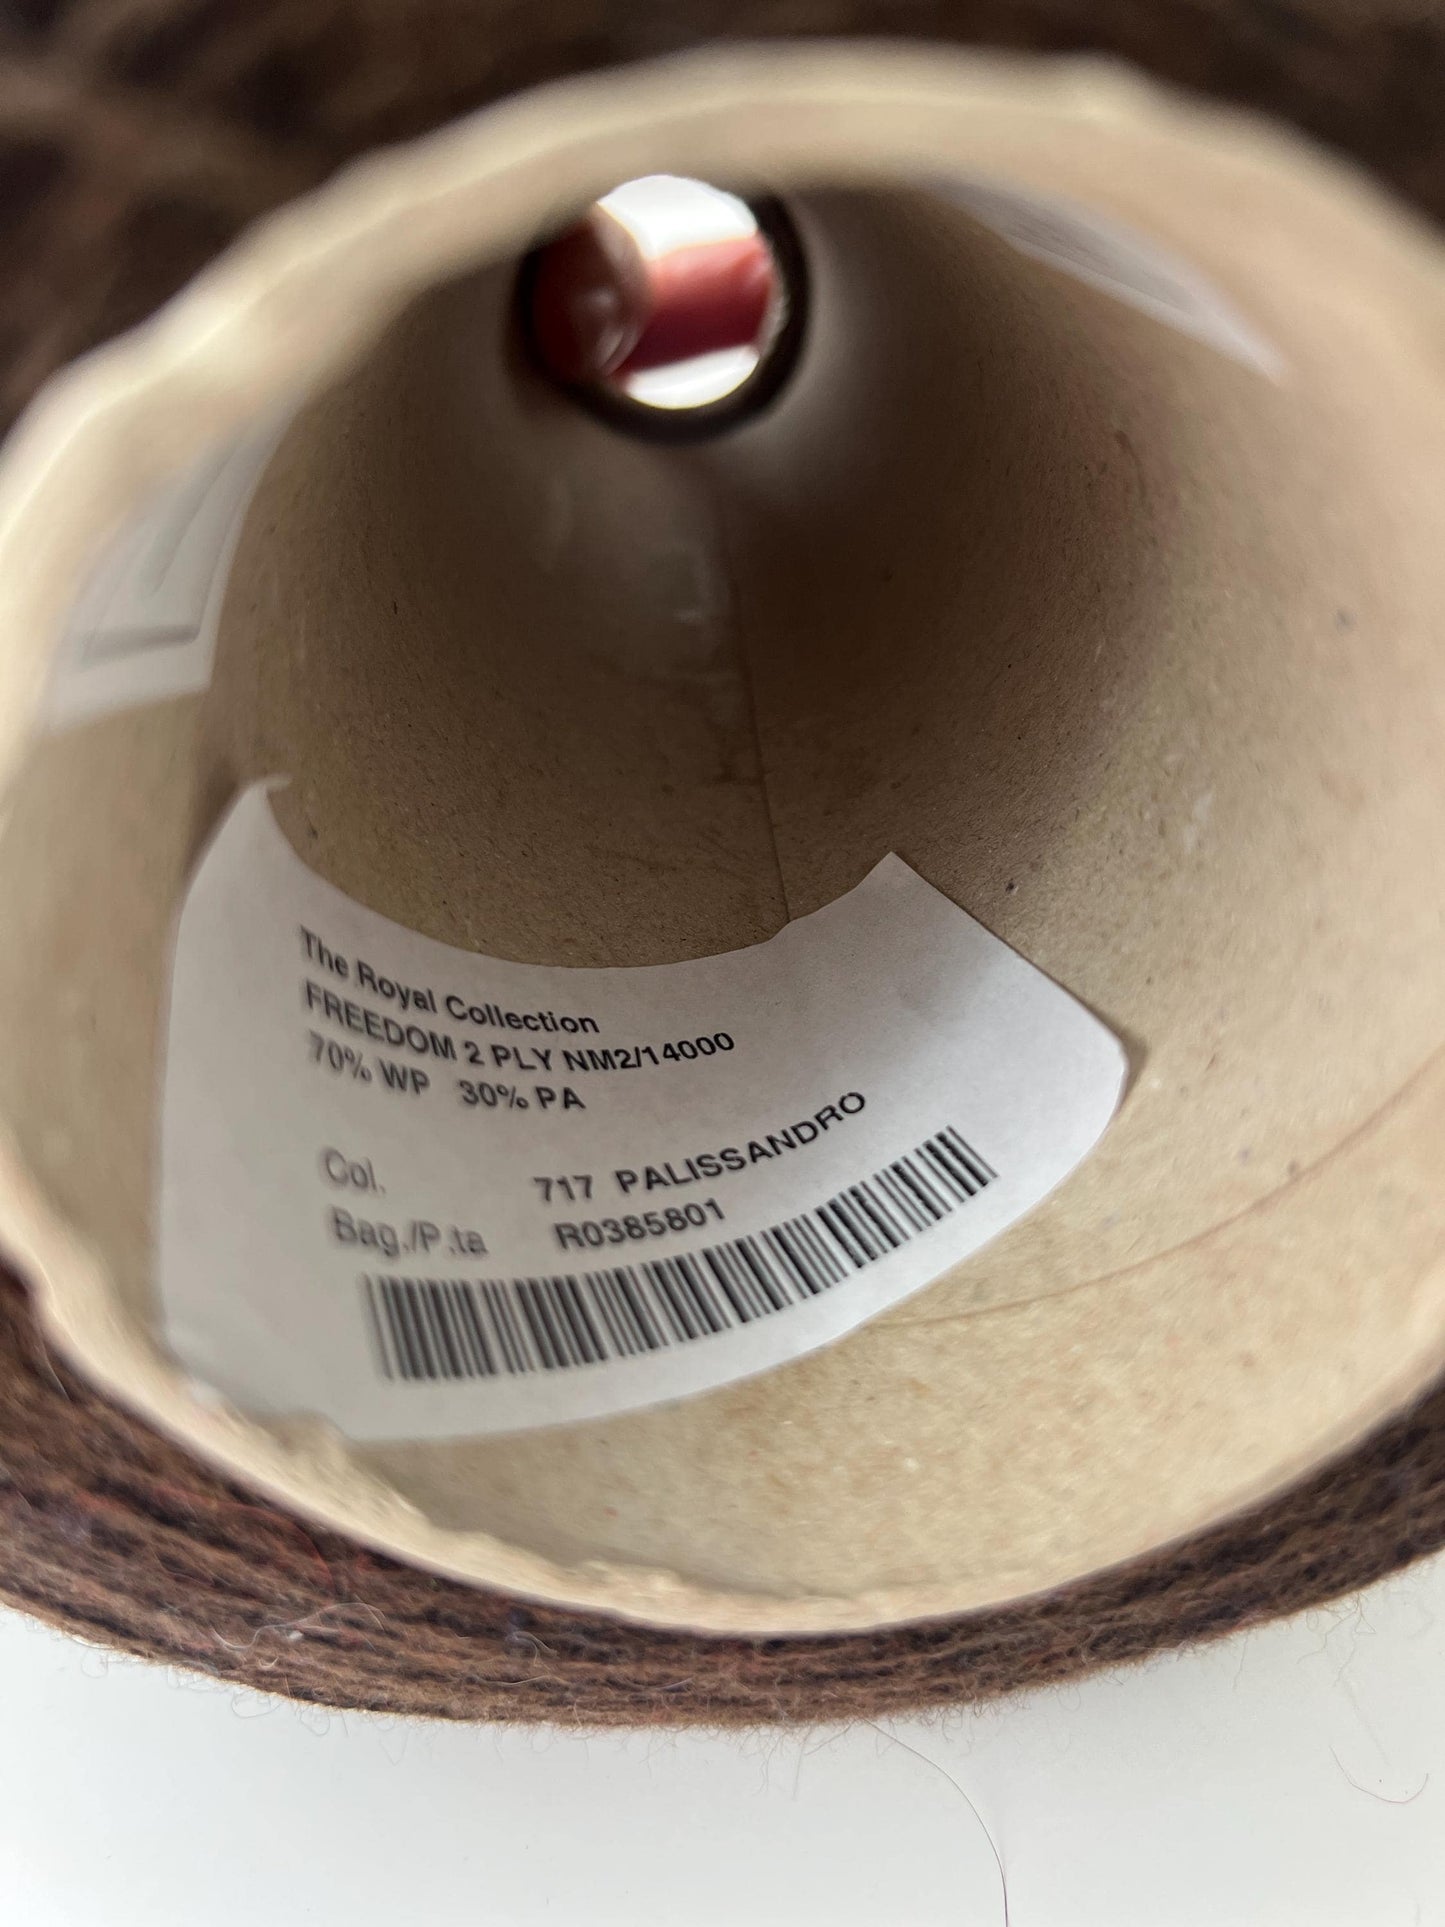 The Royal Collection
FREEDOM 2 PLY NM2/14000
70% WP 30% PA
Col. 717 PALISSANDRO
Bag./P.ta R0385801